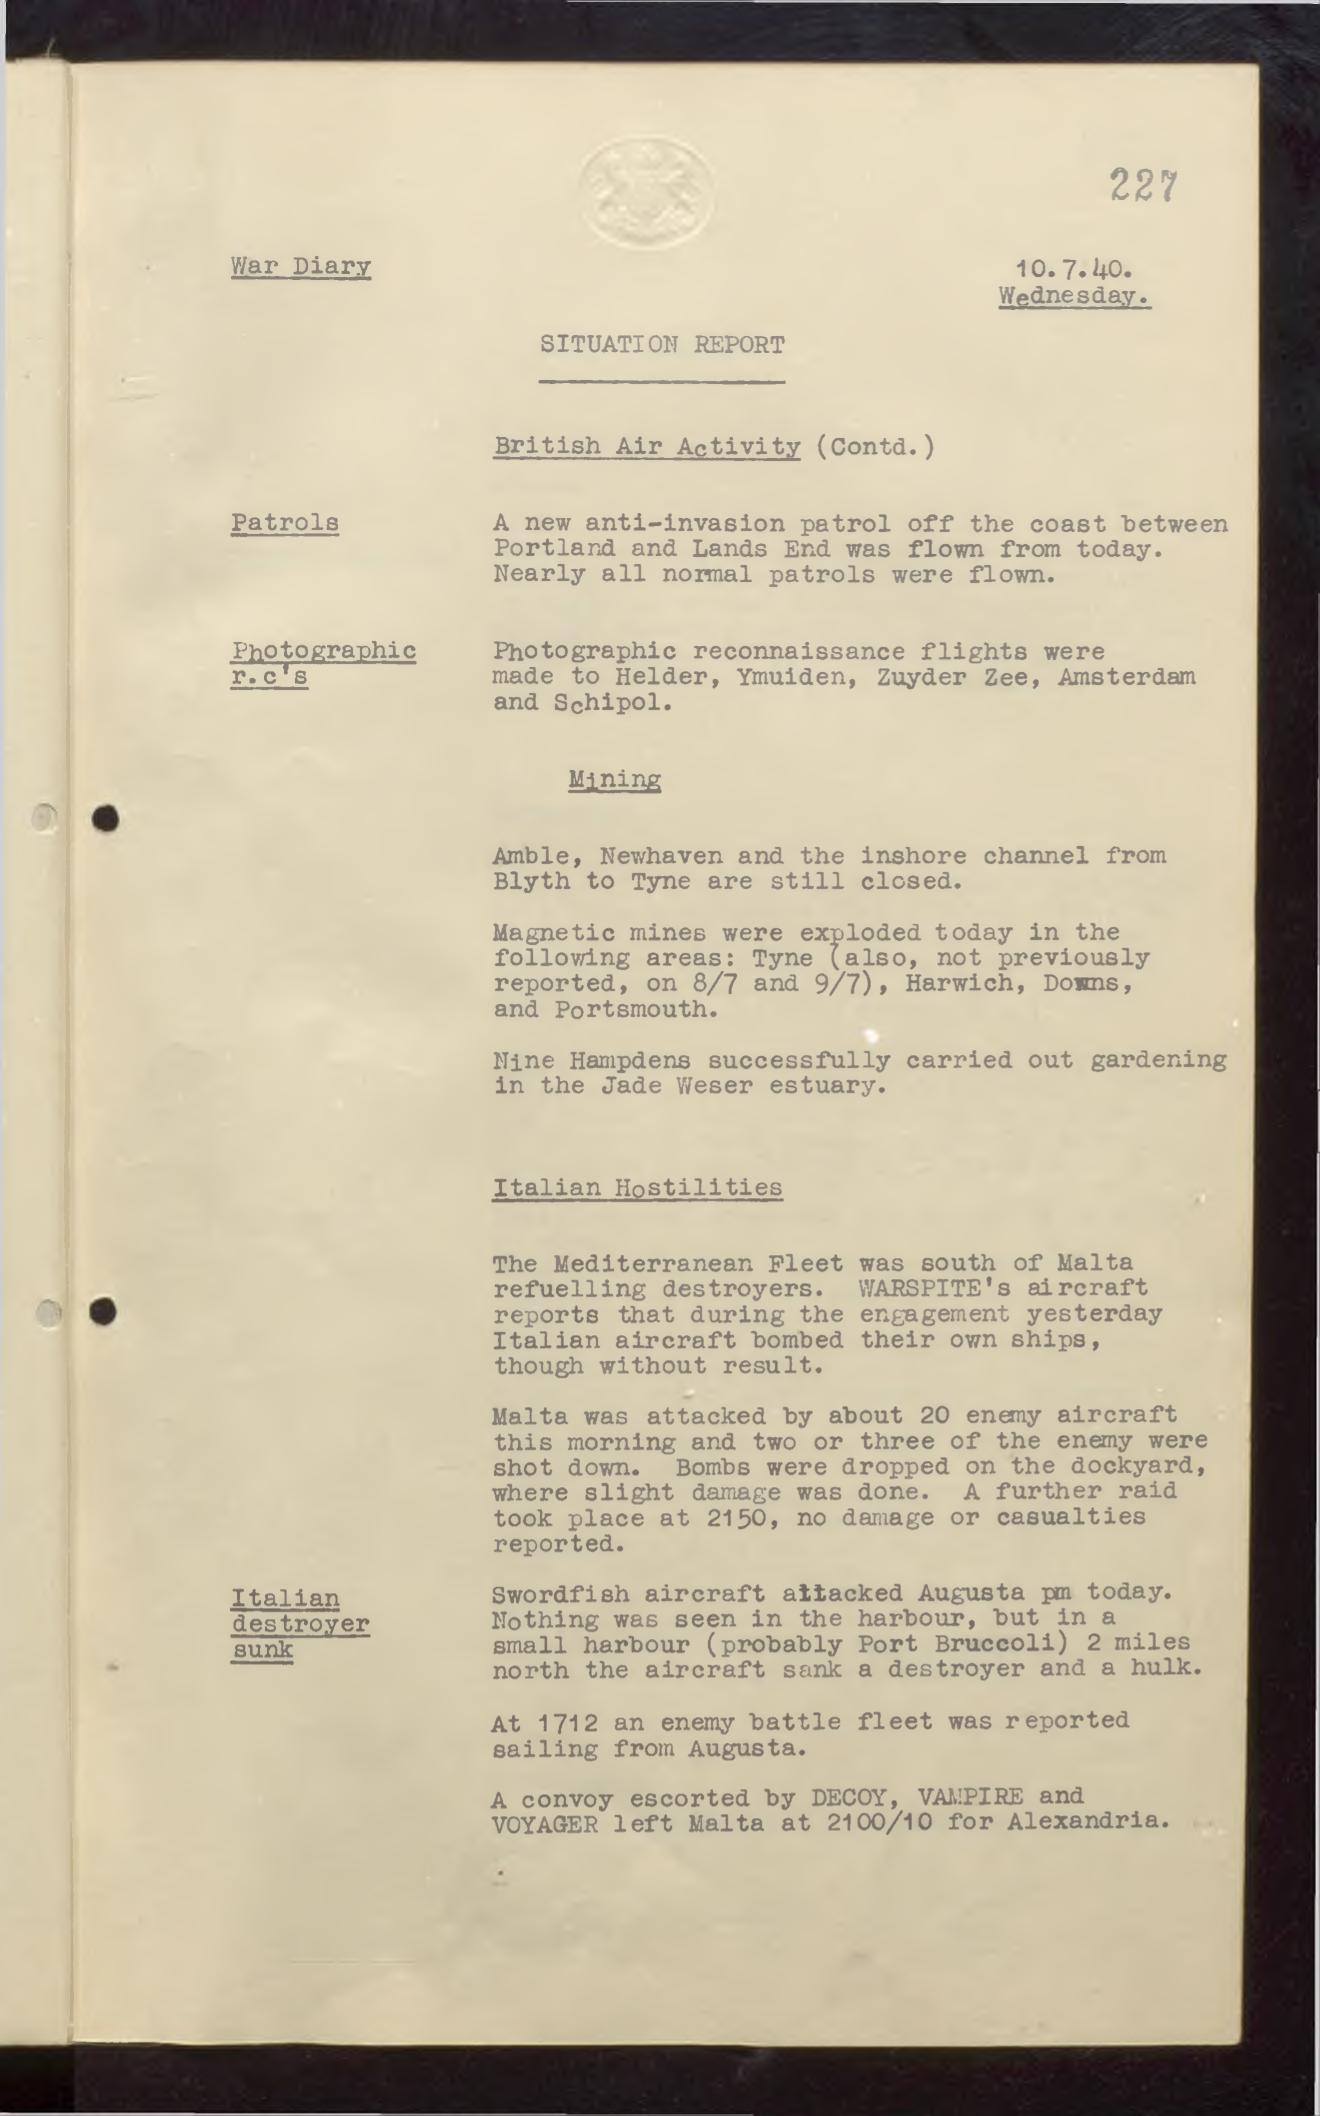 227
War Diary
10.7.40.
Wednesday.
SITUATION REPORT
British Air Activity (Contd.)
Patrols
A new anti-invasion patrol off the coast between
Portland and Lands End was flown from today.
Nearly all normal patrols were flown.
Photographic
r.c's
Photographic reconnaissance flights were
made to Helder, Ymuiden, Zuyder Zee, Amsterdam
and Schipol.
Mining
Amble, Newhaven and the inshore channel from
Blyth to Tyne are still closed.
Magnetic mines were exploded today in the
following areas: Tyne (also, not previously
reported, on 8/7 and 9/7), Harwich, Downs,
and Portsmouth.
Nine Hampdens successfully carried out gardening
in the Jade Weser estuary.
Italian Hostilities
The Mediterranean Fleet was south of Malta
refuelling destroyers. WARSPITE's aircraft
reports that during the engagement yesterday
Italian aircraft bombed their own ships,
though without result.
Malta was attacked by about 20 enemy aircraft
this morning and two or three of the enemy were
shot down. Bombs were dropped on the dockyard,
where slight damage was done. A further raid
took place at 2150, no damage or casualties
reported.
Italian
destroyer
sunk
Swordfish aircraft attacked Augusta pm today.
Nothing was seen in the harbour, but in a
small harbour (probably Port Bruccoli) 2 miles
north the aircraft sank a destroyer and a hulk.
At 1712 an enemy battle fleet was reported
sailing from Augusta.
A convoy escorted by DECOY, VAMPIRE and
VOYAGER left Malta at 2100/10 for Alexandria.